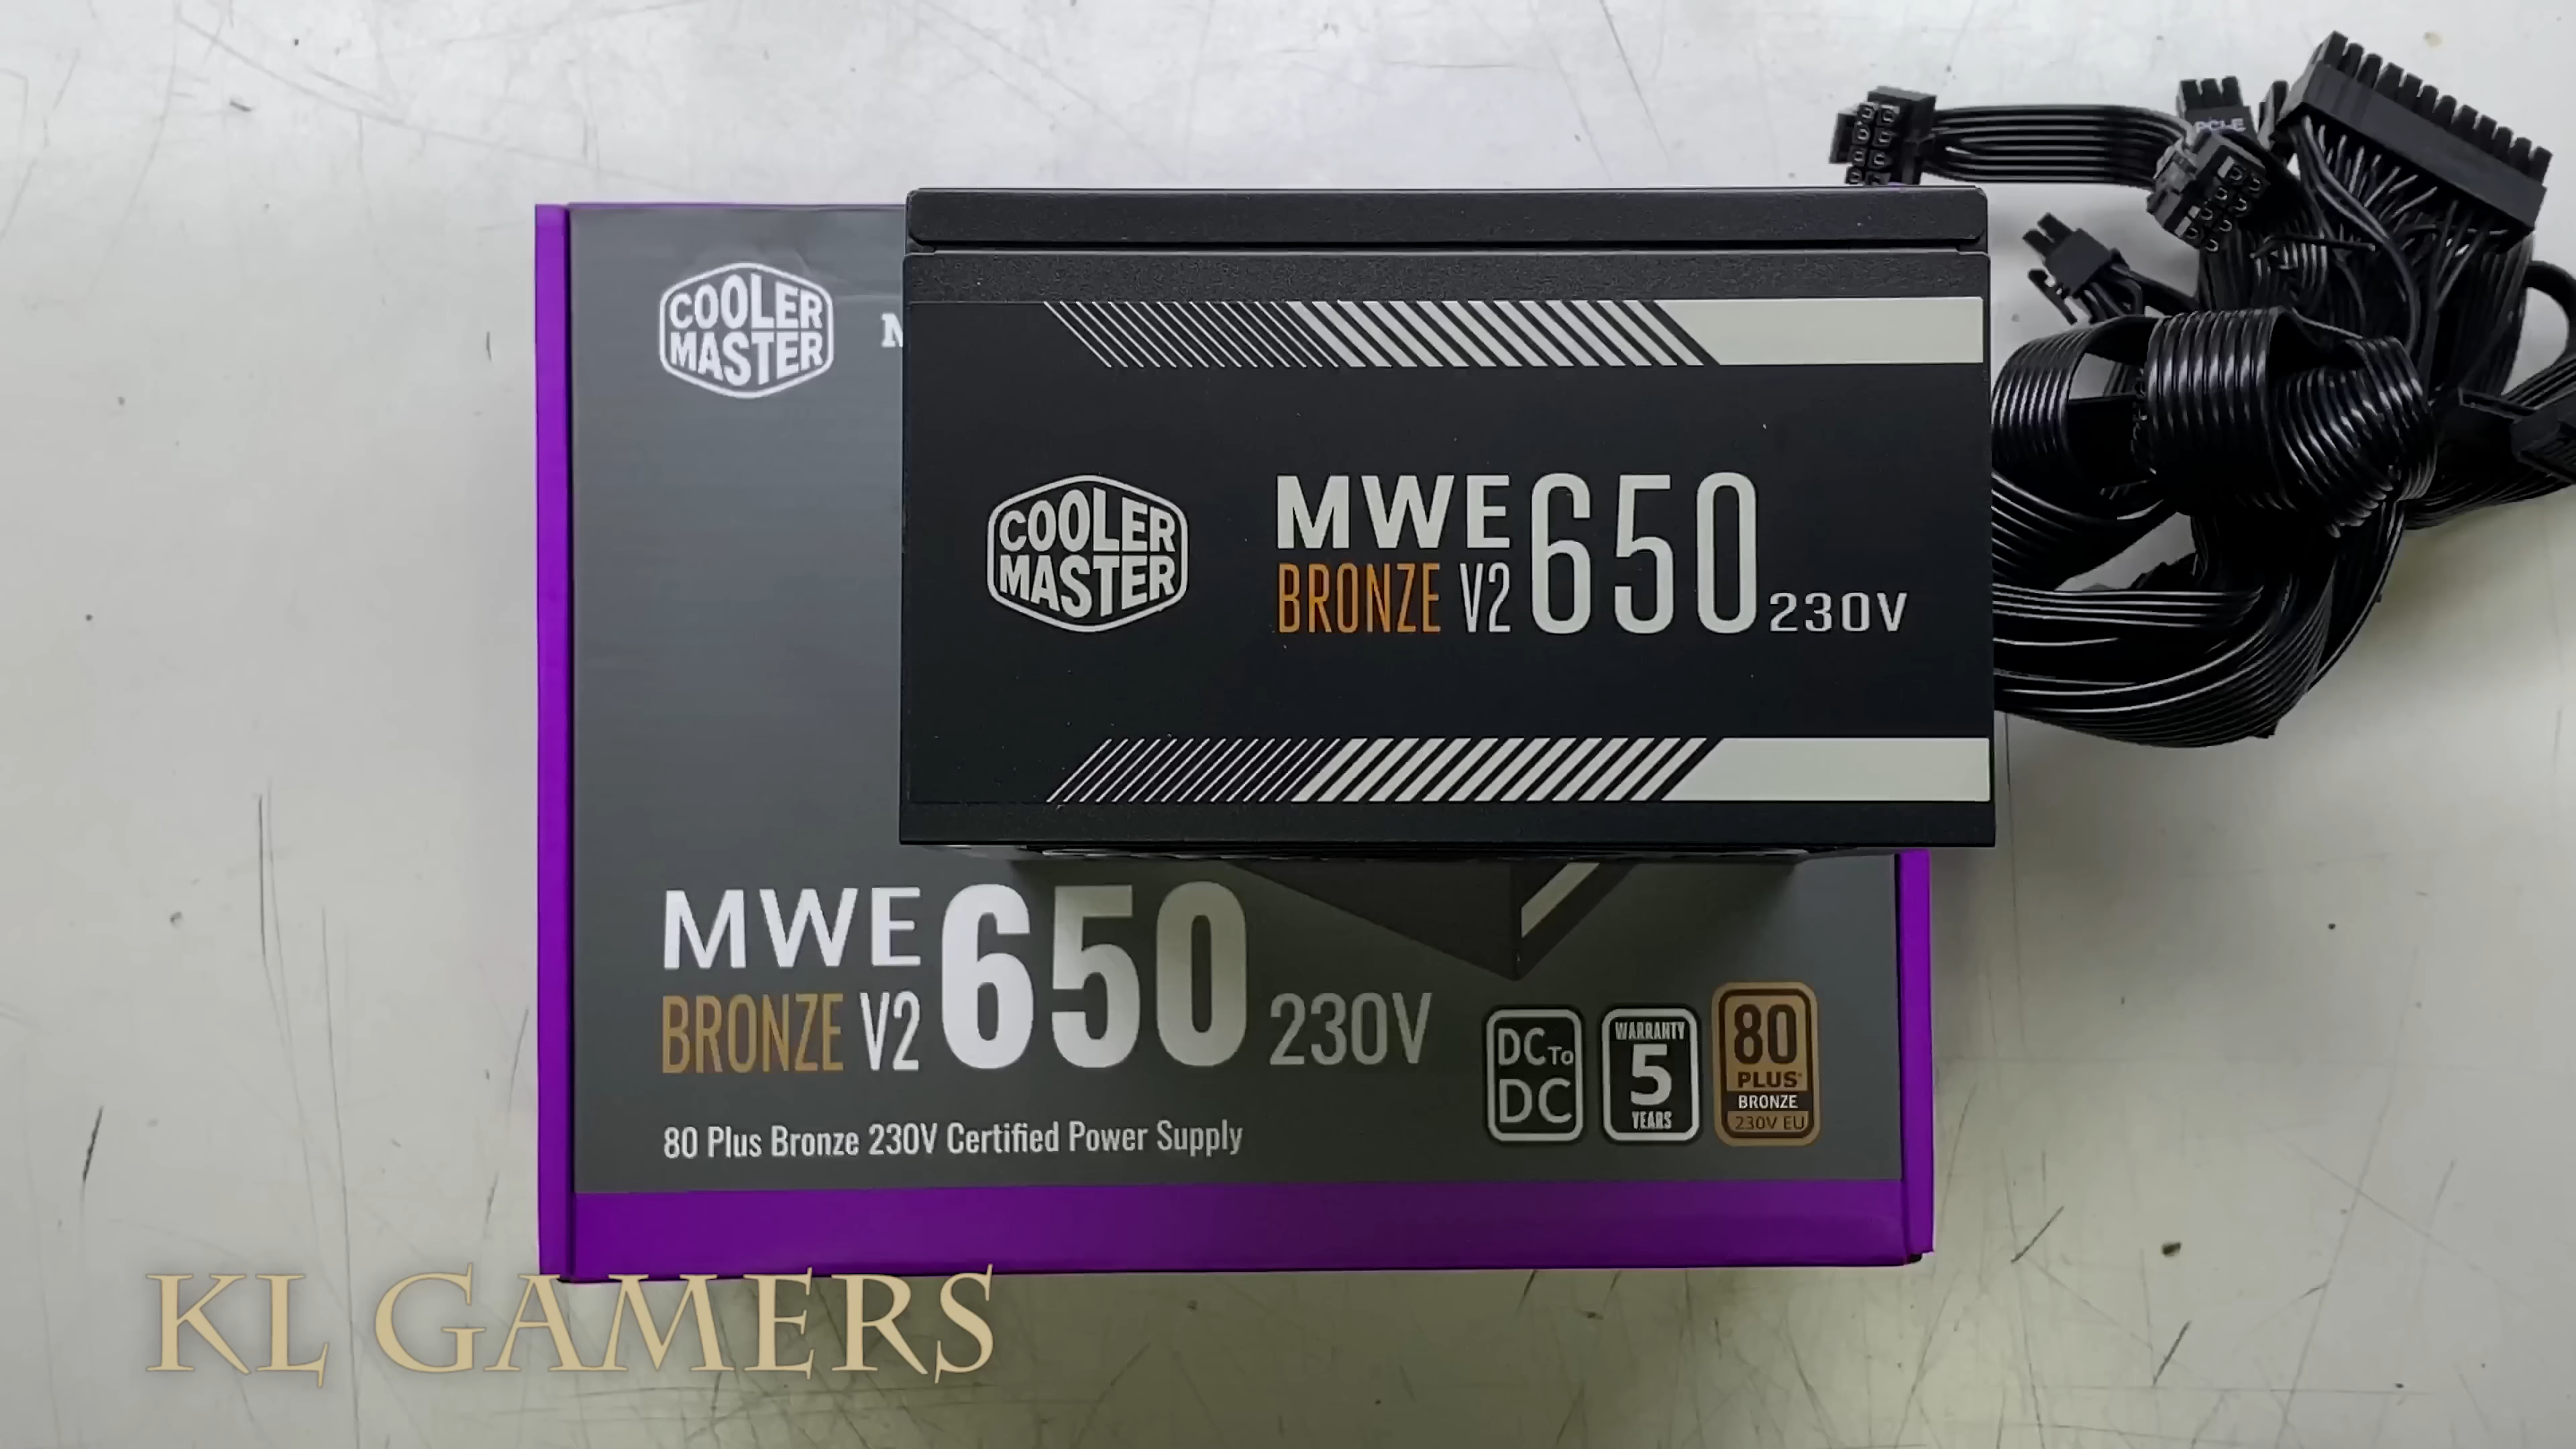 PCI-E
COOLER
MASTER
COOLER
MASTER
MWE 650 230V
BRONZE V2
MWE 650 230V
BRONZE V2
80 Plus Bronze 230V Certified Power Supply
DC To
DC
WARRANTY
5
YEARS
80
PLUS
BRONZE
230V EU
KL GAMERS